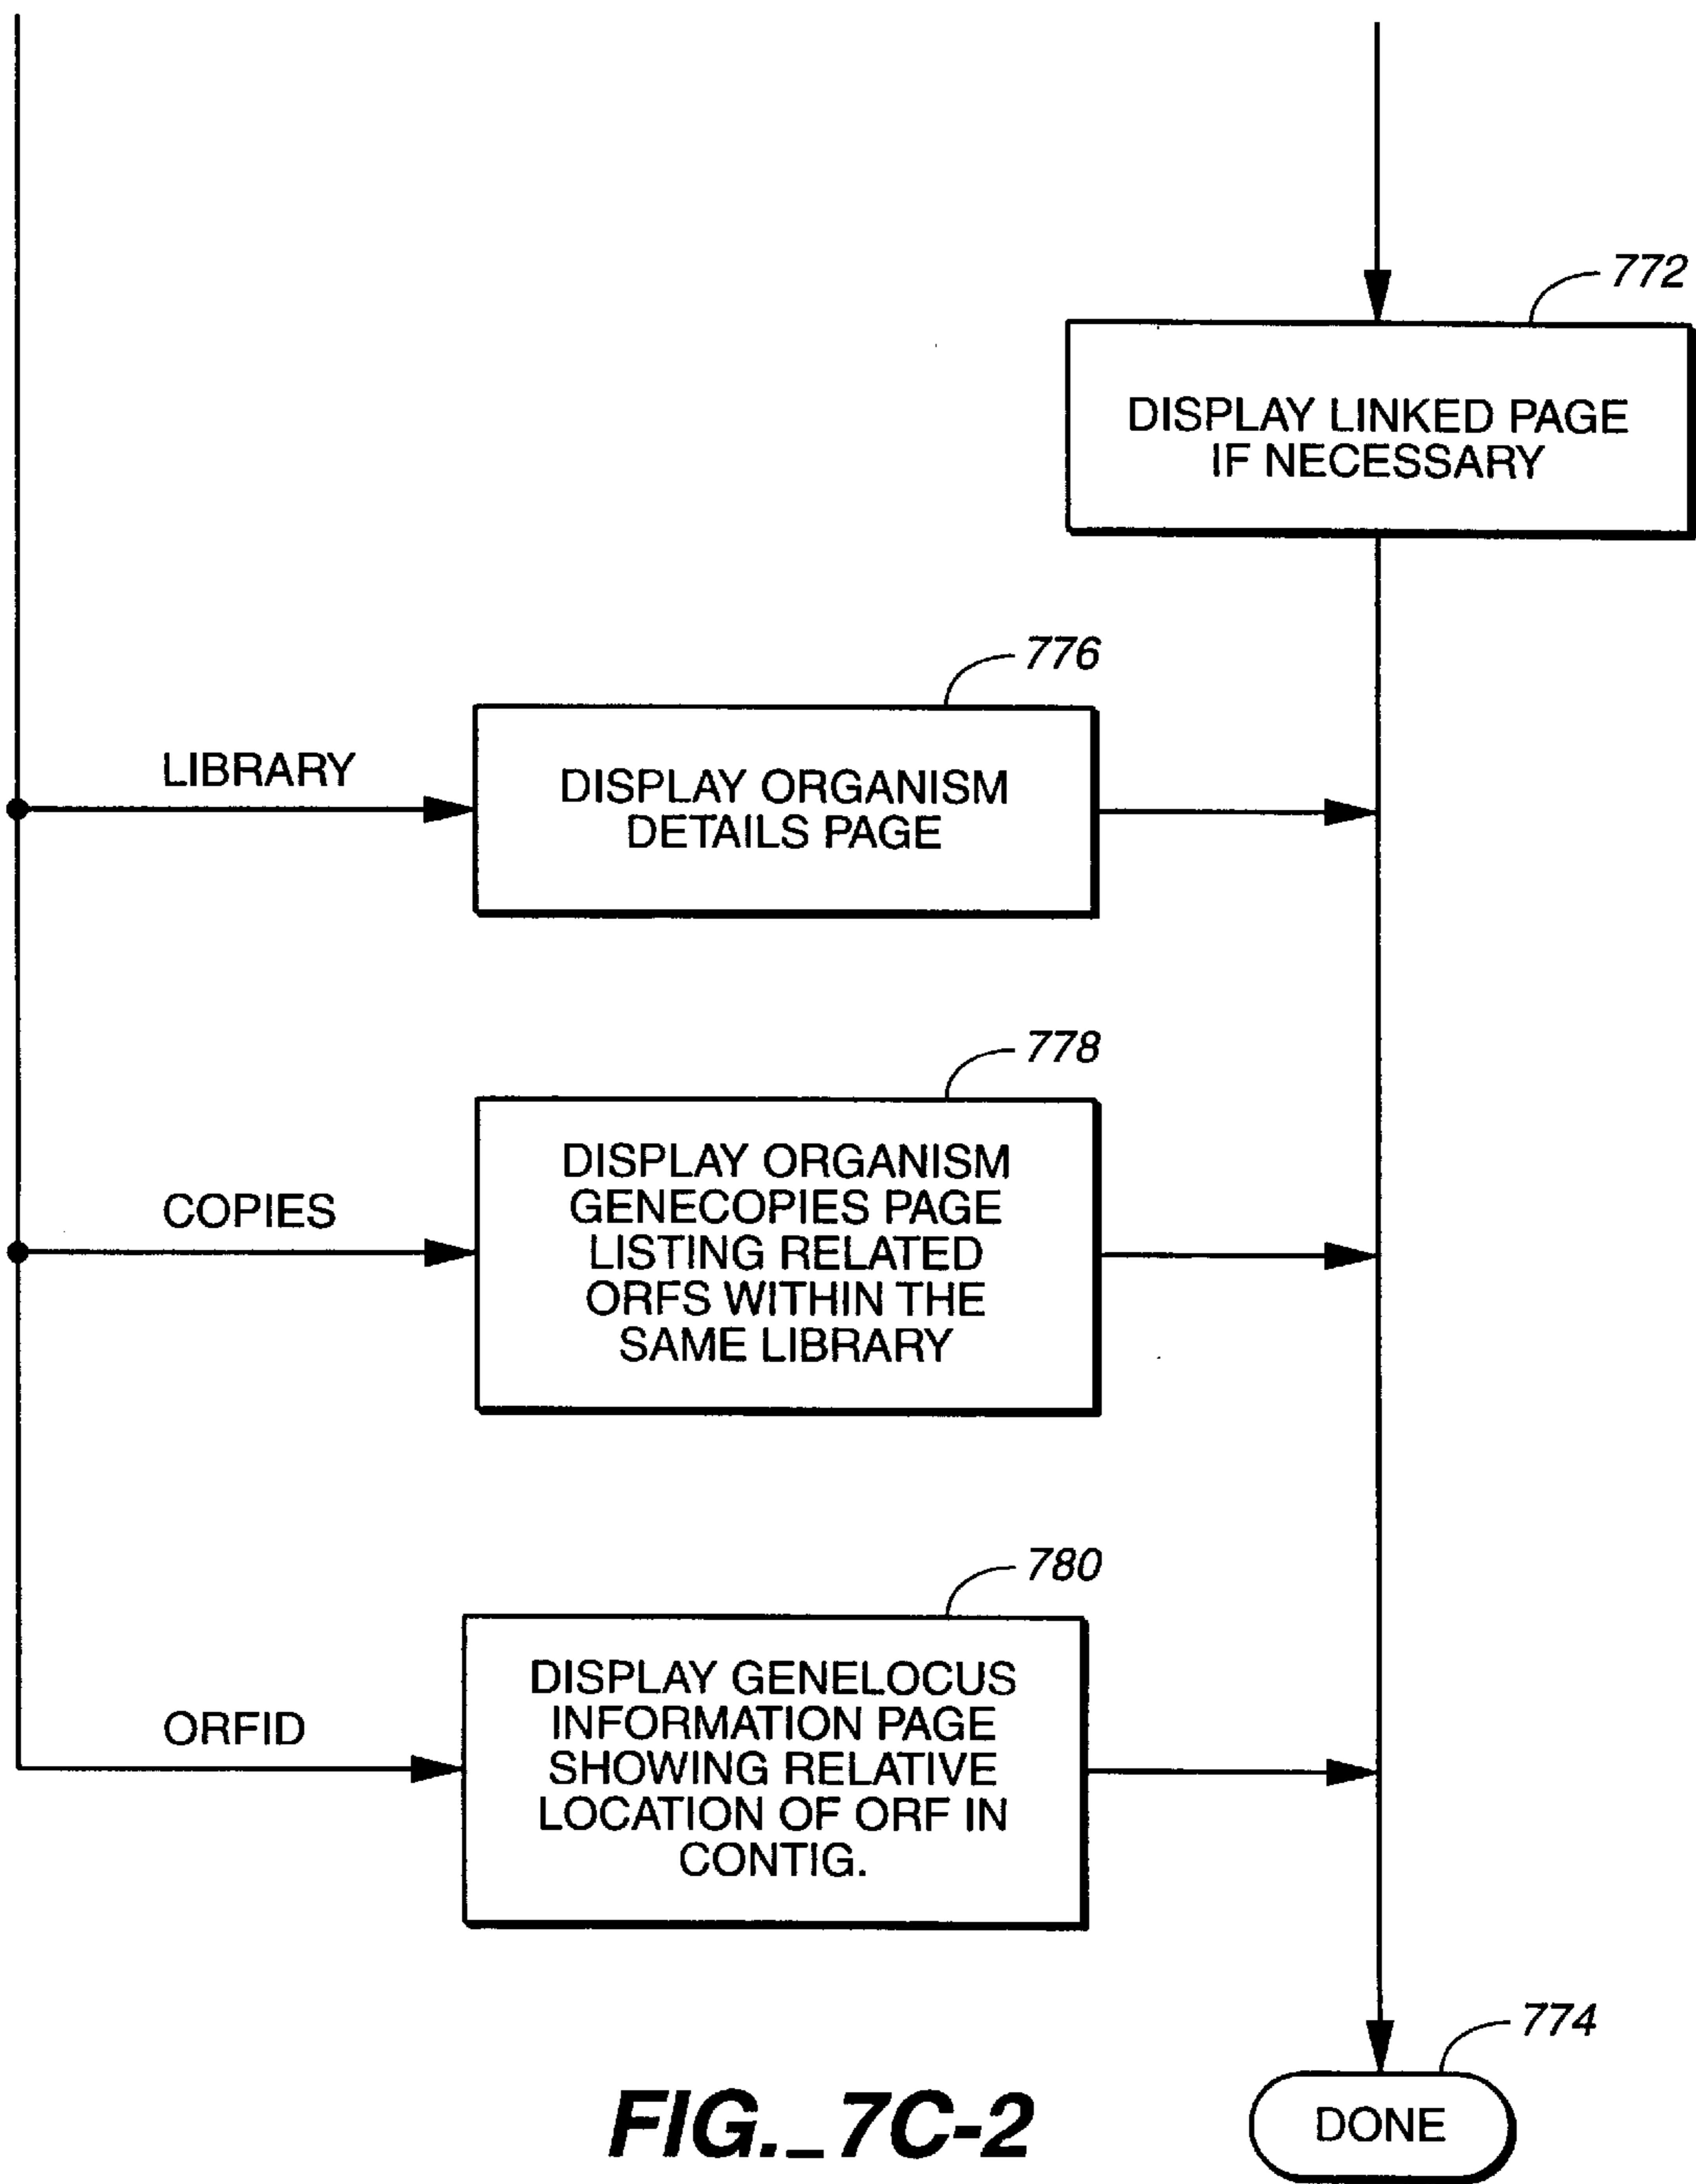 772
DISPLAY LINKED PAGE
IF NECESSARY
776
LIBRARY
DISPLAY ORGANISM
DETAILS PAGE
778
COPIES
DISPLAY ORGANISM
GENECOPIES PAGE
LISTING RELATED
ORFS WITHIN THE
SAME LIBRARY
780
ORFID
DISPLAY GENELOCUS
INFORMATION PAGE
SHOWING RELATIVE
LOCATION OF ORF IN
CONTIG.
774
DONE
FIG._7C-2